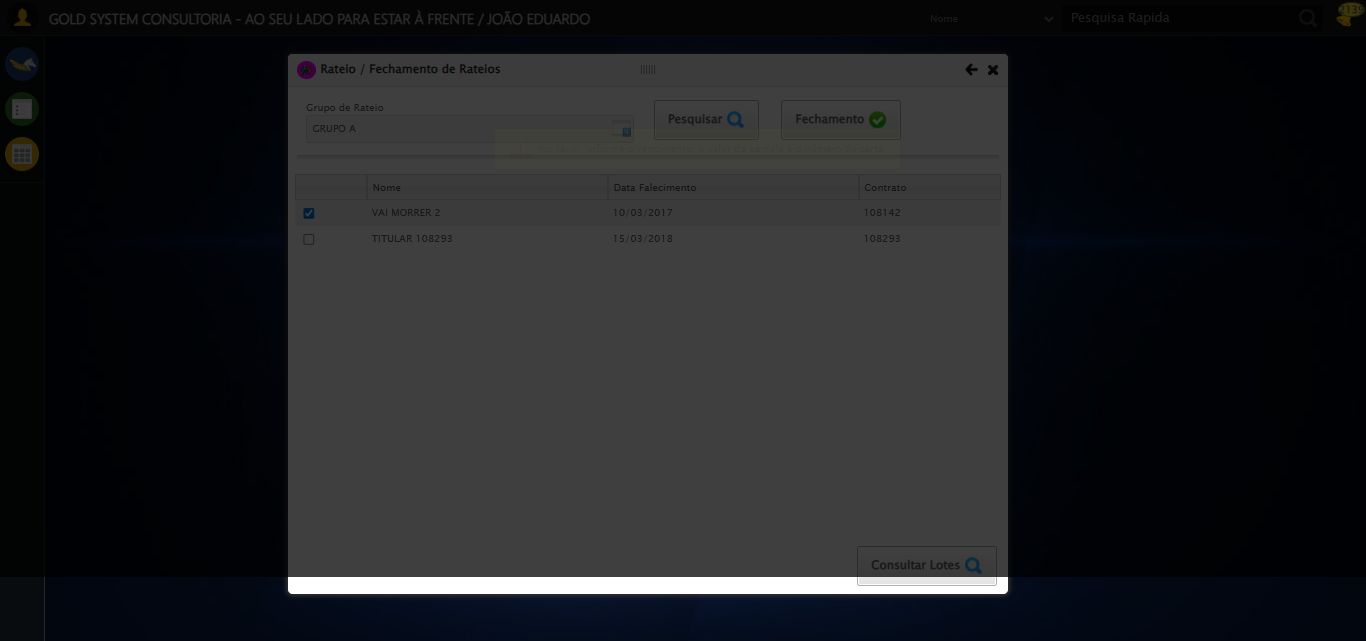 GOLD SYSTEM CONSULTORIA - AO SEU LADO PARA ESTAR À FRENTE / JOÃO EDUARDO
Nome
Pesquisa Rapida
Rateio / Fechamento de Rateios
Grupo de Rateio
GRUPO A
Pesquisar
Fechamento
Nome Data Falecimento Contrato
VAI MORRER 2 10/03/2017 108142
TITULAR 108293 15/03/2018 108293
Consultar Lotes